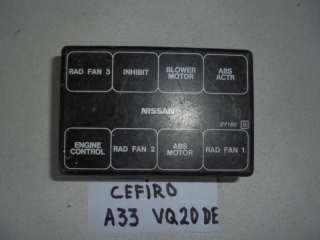 RAD FAN 3 INHIBIT BLOWER MOTOR ABS ACTR
NISSAN
2Y160 B
ENGINE CONTROL RAD FAN 2 ABS MOTOR RAD FAN 1
CEFIRO
A33 VQ20DE